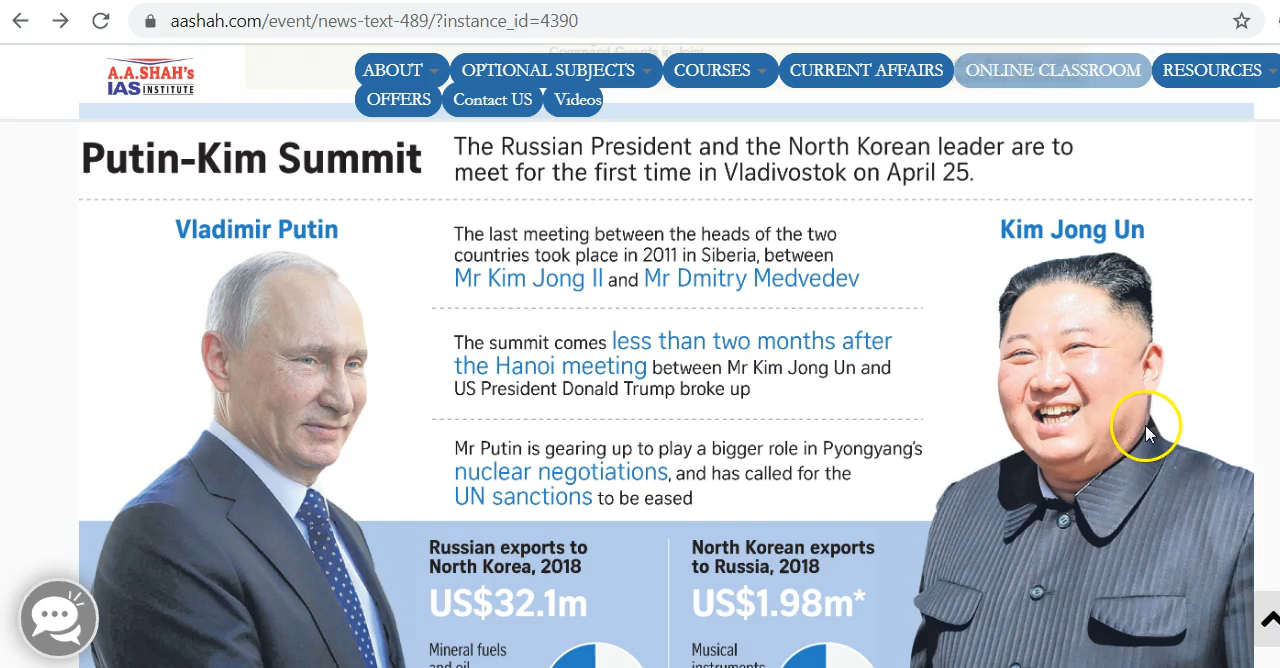 aashah.com/event/news-text-489/?instance_id=4390
A.A.SHAH's
IAS INSTITUTE
ABOUT
OPTIONAL SUBJECTS
COURSES
CURRENT AFFAIRS
ONLINE CLASSROOM
RESOURCES
OFFERS
Contact US
Videos
Putin-Kim Summit
The Russian President and the North Korean leader are to
meet for the first time in Vladivostok on April 25.
Vladimir Putin
Kim Jong Un
The last meeting between the heads of the two
countries took place in 2011 in Siberia, between
Mr Kim Jong Il and Mr Dmitry Medvedev
The summit comes less than two months after
the Hanoi meeting between Mr Kim Jong Un and
US President Donald Trump broke up
Mr Putin is gearing up to play a bigger role in Pyongyang's
nuclear negotiations, and has called for the
UN sanctions to be eased
Russian exports to
North Korea, 2018
US$32.1m
Mineral fuels
and oil
North Korean exports
to Russia, 2018
US$1.98m*
Musical
instruments